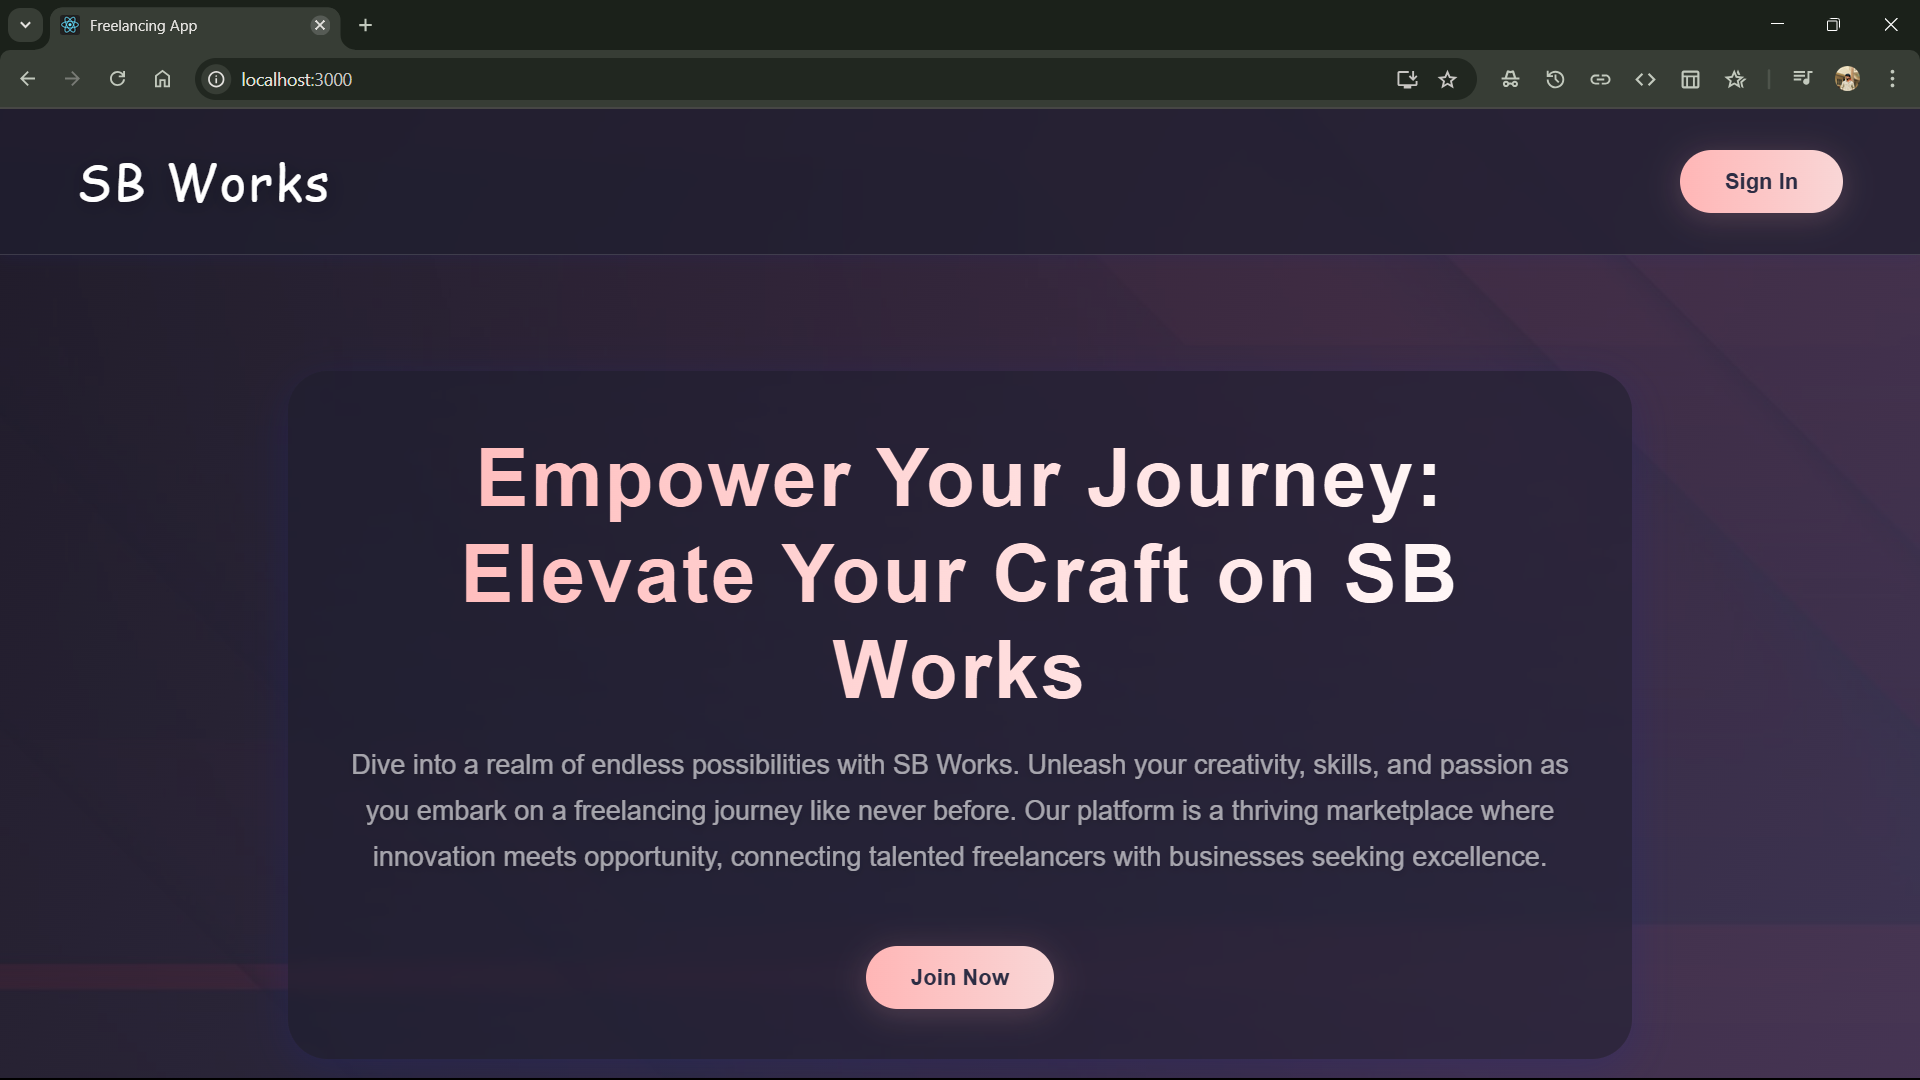 Freelancing App
localhost:3000
SB Works
Sign In
Empower Your Journey:
Elevate Your Craft on SB
Works
Dive into a realm of endless possibilities with SB Works. Unleash your creativity, skills, and passion as
you embark on a freelancing journey like never before. Our platform is a thriving marketplace where
innovation meets opportunity, connecting talented freelancers with businesses seeking excellence.
Join Now